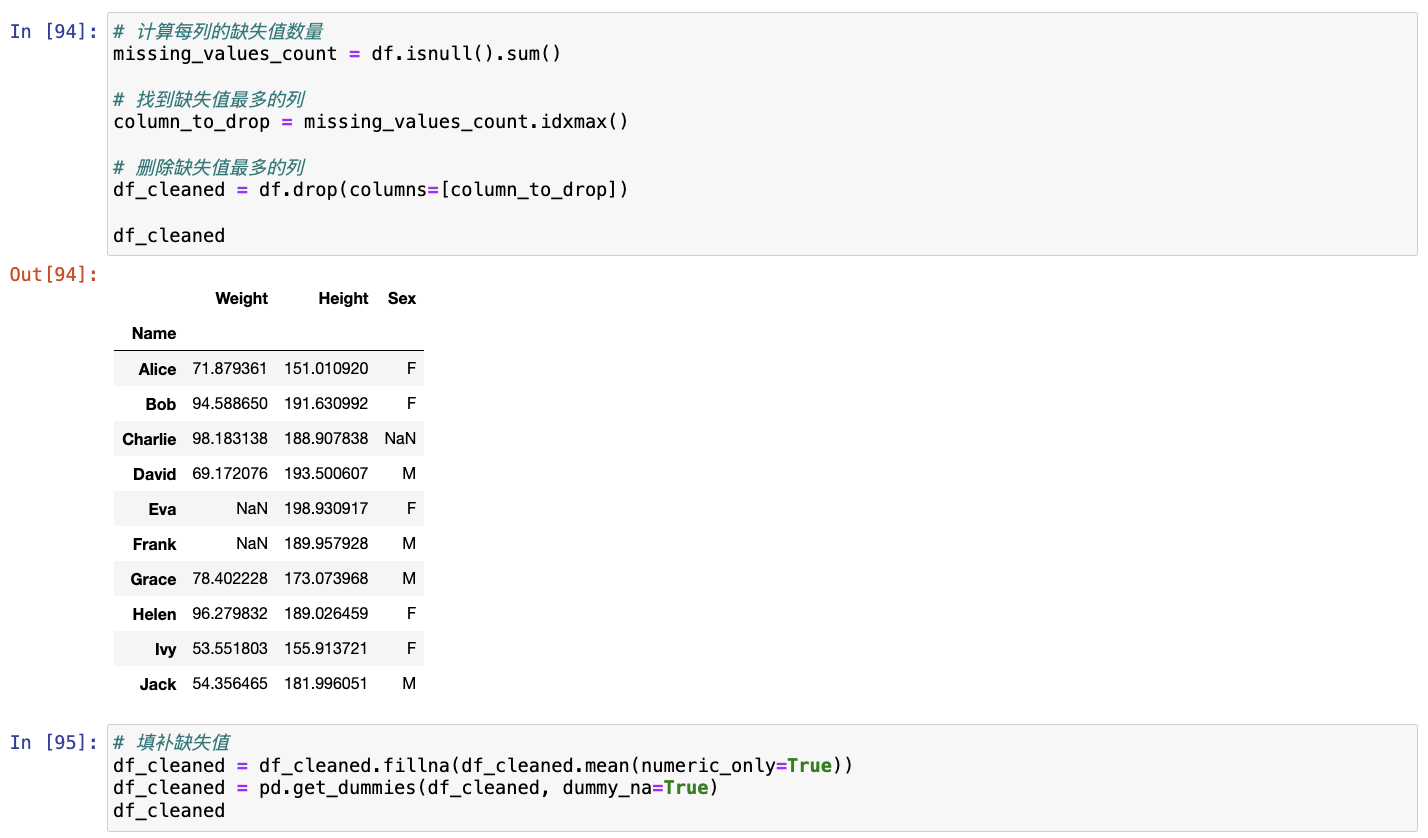 In [94]: # 计算每列的缺失值数量
missing_values_count = df.isnull().sum()
# 找到缺失值最多的列
column_to_drop = missing_values_count.idxmax()
# 删除缺失值最多的列
df_cleaned = df.drop(columns=[column_to_drop])
df_cleaned
Out[94]:
Weight Height Sex
Name
Alice 71.879361 151.010920 F
Bob 94.588650 191.630992 F
Charlie 98.183138 188.907838 NaN
David 69.172076 193.500607 M
Eva NaN 198.930917 F
Frank NaN 189.957928 M
Grace 78.402228 173.073968 M
Helen 96.279832 189.026459 F
Ivy 53.551803 155.913721 F
Jack 54.356465 181.996051 M
In [95]: # 填补缺失值
df_cleaned = df_cleaned.fillna(df_cleaned.mean(numeric_only=True))
df_cleaned = pd.get_dummies(df_cleaned, dummy_na=True)
df_cleaned